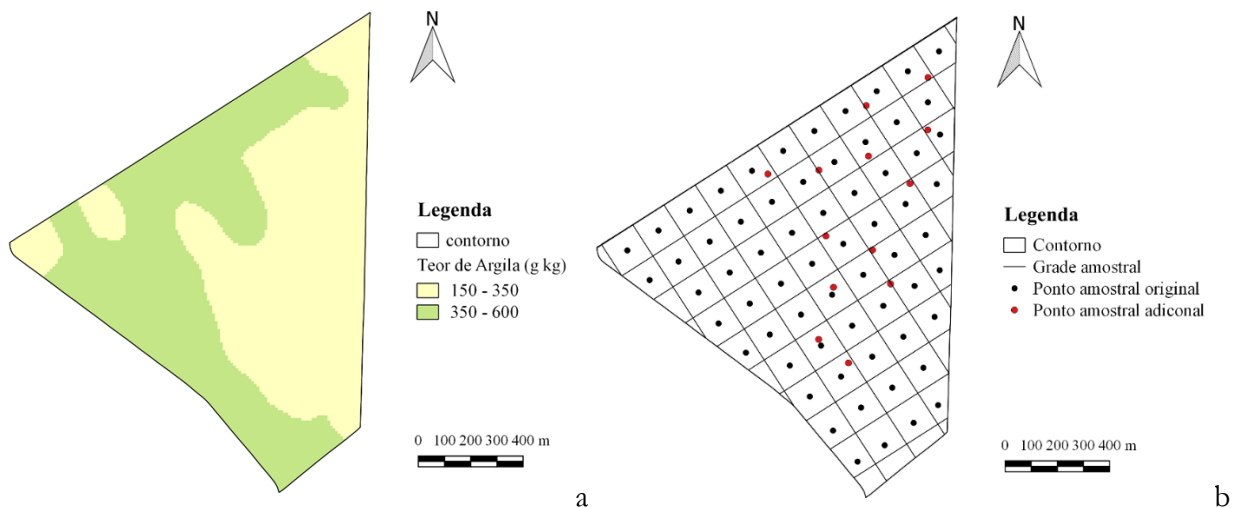 N
Legenda
contorno
Teor de Argila (g kg)
150 - 350
350 - 600
0 100 200 300 400 m
a
N
Legenda
Contorno
Grade amostral
Ponto amostral original
Ponto amostral adiconal
0 100 200 300 400 m
b